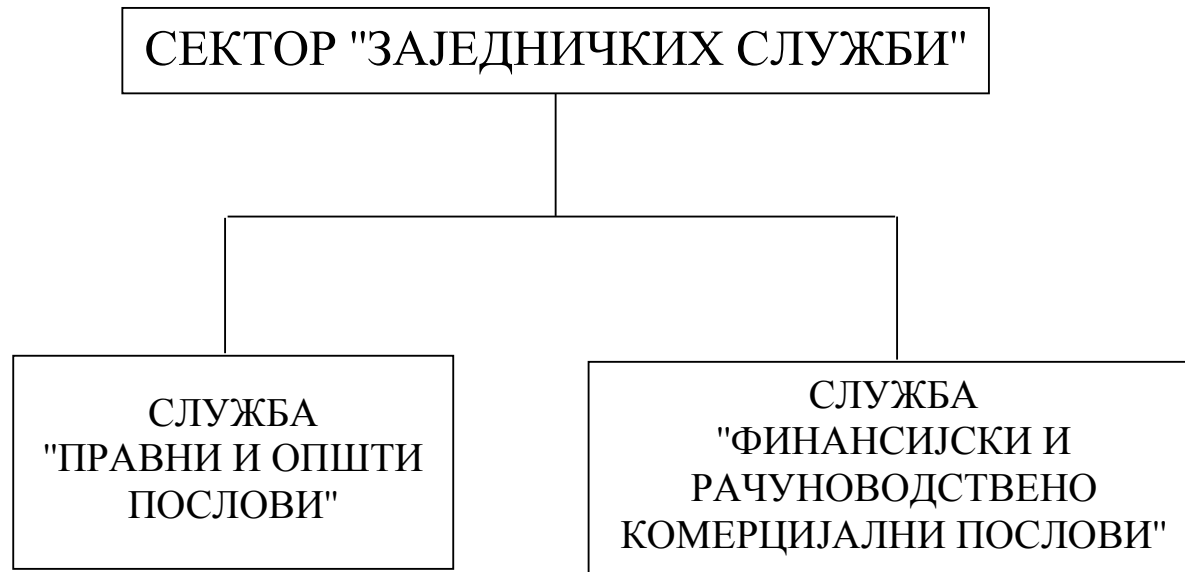 СЕКТОР "ЗАЈЕДНИЧКИХ СЛУЖБИ"
СЛУЖБА
"ПРАВНИ И ОПШТИ
ПОСЛОВИ"
СЛУЖБА
"ФИНАНСИЈСКИ И
РАЧУНОВОДСТВЕНО
КОМЕРЦИЈАЛНИ ПОСЛОВИ"